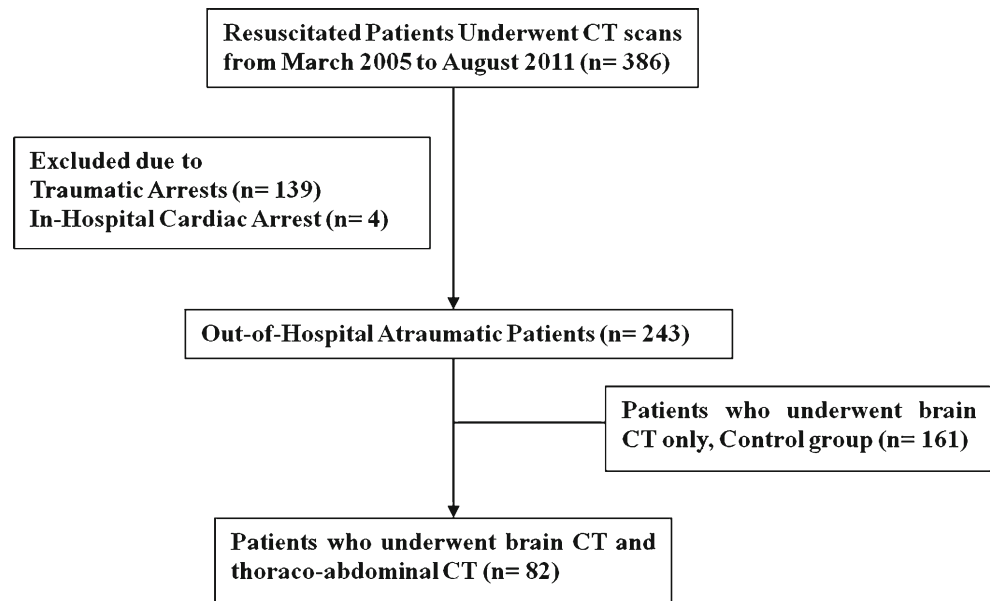 Resuscitated Patients Underwent CT scans
from March 2005 to August 2011 (n= 386)
Excluded due to
Traumatic Arrests (n= 139)
In-Hospital Cardiac Arrest (n= 4)
Out-of-Hospital Atraumatic Patients (n= 243)
Patients who underwent brain
CT only, Control group (n= 161)
Patients who underwent brain CT and
thoraco-abdominal CT (n= 82)